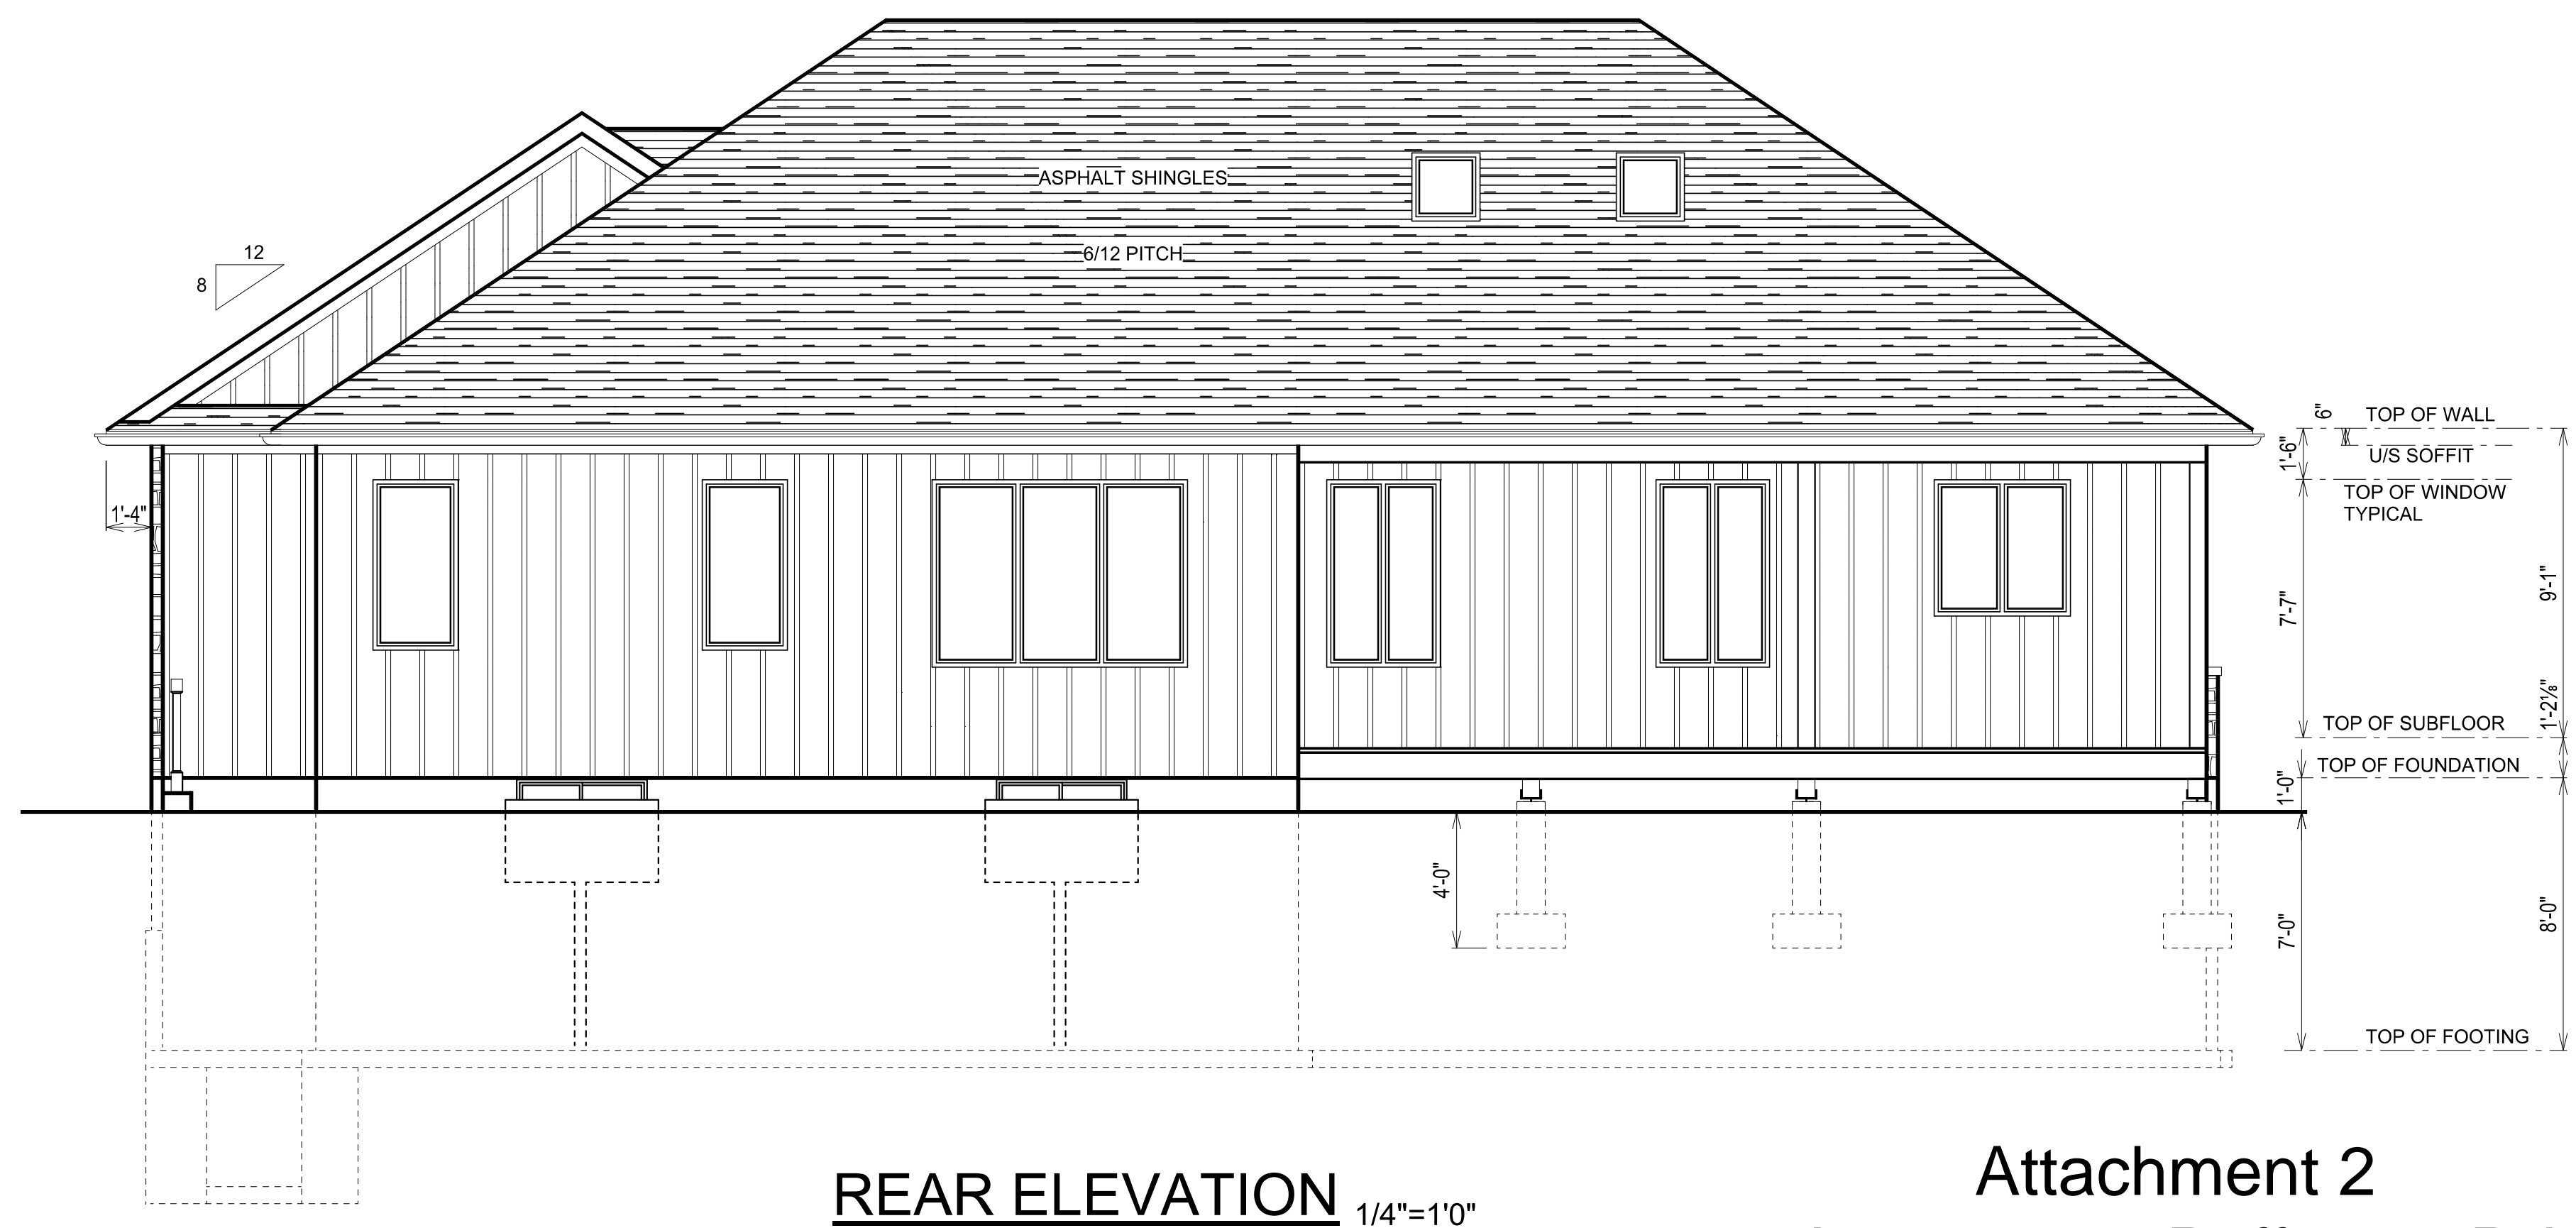 ASPHALT SHINGLES
6/12 PITCH
12
8
1'-4"
6"
TOP OF WALL
1'-6"
U/S SOFFIT
TOP OF WINDOW
TYPICAL
7'-7"
9'-1"
1'-2⅛"
TOP OF SUBFLOOR
TOP OF FOUNDATION
1'-0"
4'-0"
7'-0"
8'-0"
TOP OF FOOTING
REAR ELEVATION 1/4"=1'0"
Attachment 2